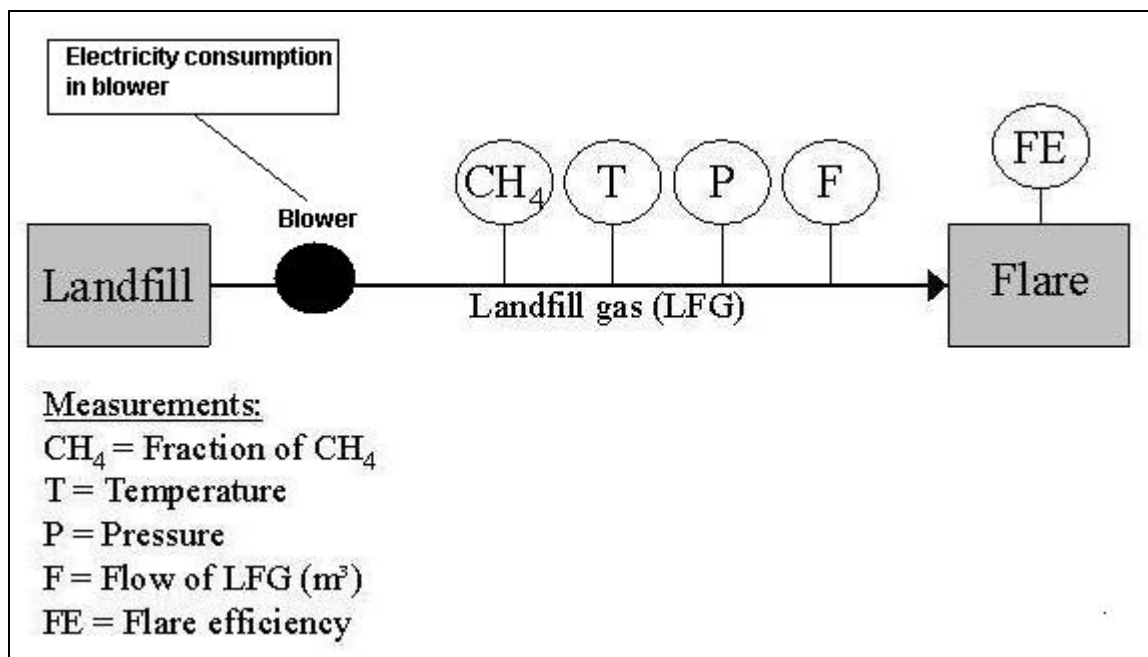 Electricity consumption
in blower
CH₄ T P F FE
Blower
Landfill
Flare
Landfill gas (LFG)
Measurements:
CH₄ = Fraction of CH₄
T = Temperature
P = Pressure
F = Flow of LFG (m³)
FE = Flare efficiency